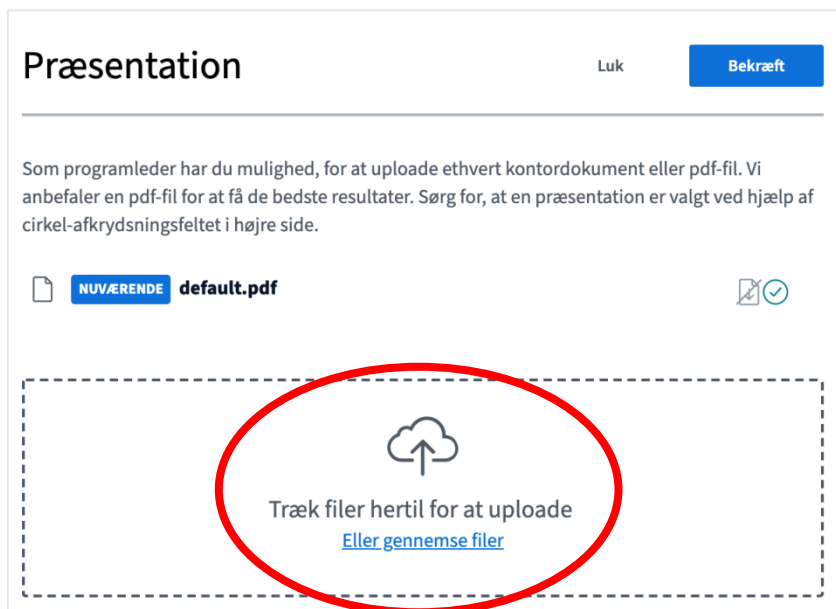 Præsentation
Luk
Bekræft
Som programleder har du mulighed, for at uploade ethvert kontordokument eller pdf-fil. Vi
anbefaler en pdf-fil for at få de bedste resultater. Sørg for, at en præsentation er valgt ved hjælp af
cirkel-afkrydsningsfeltet i højre side.
NUVÆRENDE default.pdf
Træk filer hertil for at uploade
Eller gennemse filer